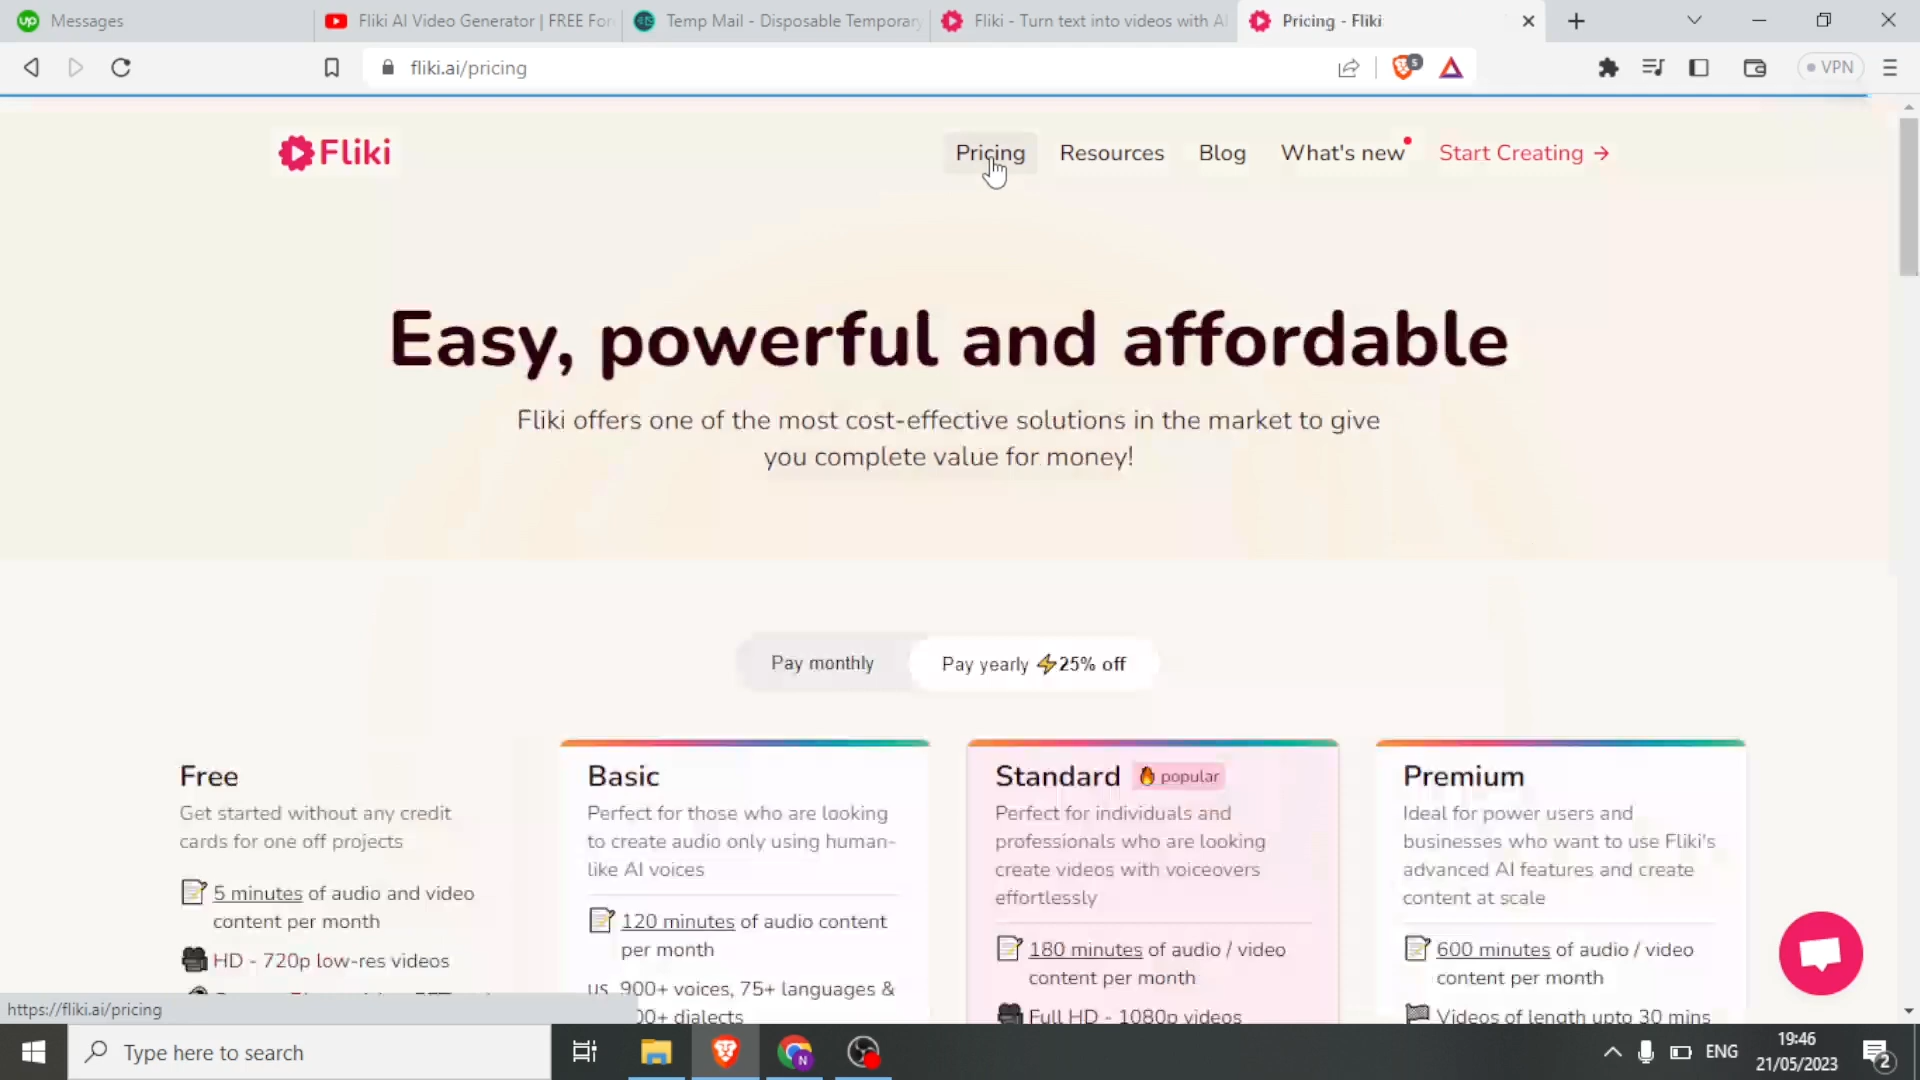 Messages
Fliki AI Video Generator | FREE For
Temp Mail - Disposable Temporary
Fliki - Turn text into videos with AI
Pricing - Fliki
fliki.ai/pricing
5
VPN
Fliki
Pricing
Resources
Blog
What's new
Start Creating →
Easy, powerful and affordable
Fliki offers one of the most cost-effective solutions in the market to give
you complete value for money!
Pay monthly
Pay yearly ⚡25% off
Free
Get started without any credit
cards for one off projects
5 minutes of audio and video
content per month
HD - 720p low-res videos
Basic
Perfect for those who are looking
to create audio only using human-
like AI voices
120 minutes of audio content
per month
us 900+ voices, 75+ languages &
00+ dialects
Standard
🔥 popular
Perfect for individuals and
professionals who are looking
create videos with voiceovers
effortlessly
180 minutes of audio / video
content per month
Full HD - 1080p videos
Premium
Ideal for power users and
businesses who want to use Fliki's
advanced AI features and create
content at scale
600 minutes of audio / video
content per month
Videos of length upto 30 mins
https://fliki.ai/pricing
Type here to search
N
ENG
19:46
21/05/2023
2